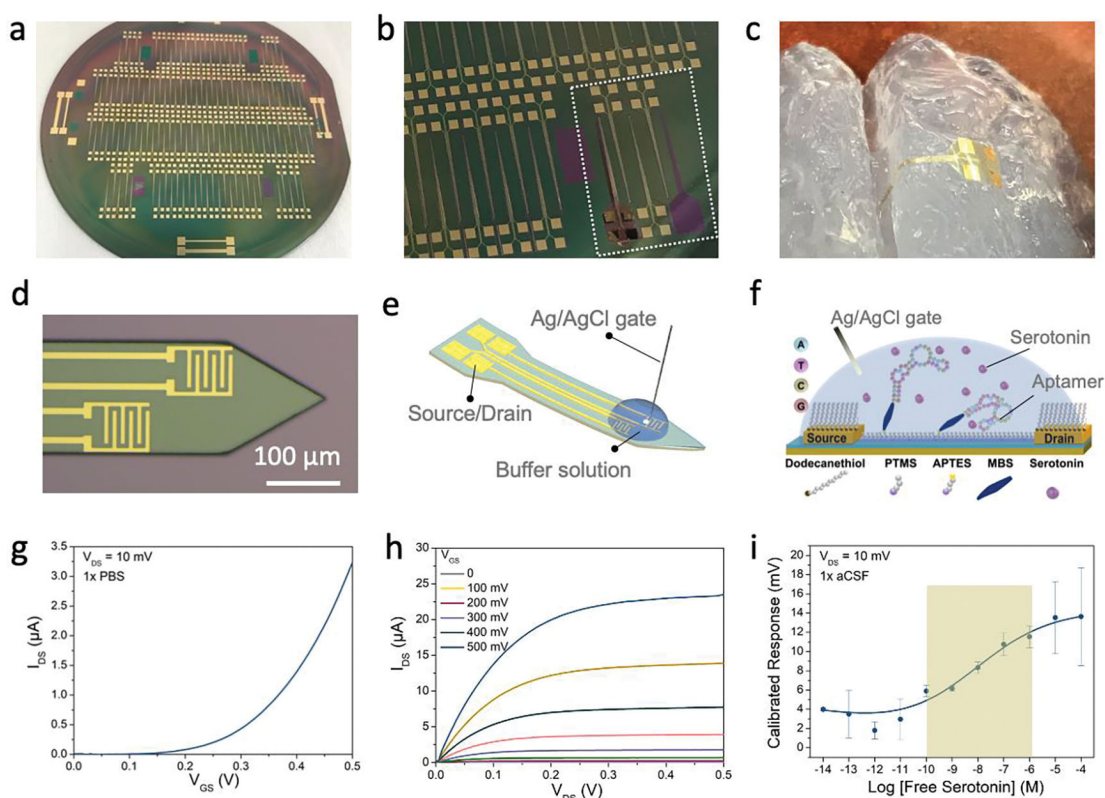 a
b
c
d
100 μm
e
Ag/AgCl gate
Source/Drain
Buffer solution
f
Ag/AgCl gate
Serotonin
Aptamer
A
T
C
G
Source
Drain
Dodecanethiol PTMS APTES MBS Serotonin
g
V_DS = 10 mV
1x PBS
I_DS (μA)
3.5
3.0
2.5
2.0
1.5
1.0
0.5
0.0
0.0 0.1 0.2 0.3 0.4 0.5
V_GS (V)
h
V_GS
0
100 mV
200 mV
300 mV
400 mV
500 mV
I_DS (μA)
30
25
20
15
10
5
0
0.0 0.1 0.2 0.3 0.4 0.5
V_DS (V)
i
V_DS = 10 mV
1x aCSF
Calibrated Response (mV)
20
18
16
14
12
10
8
6
4
2
0
-14 -13 -12 -11 -10 -9 -8 -7 -6 -5 -4
Log [Free Serotonin] (M)